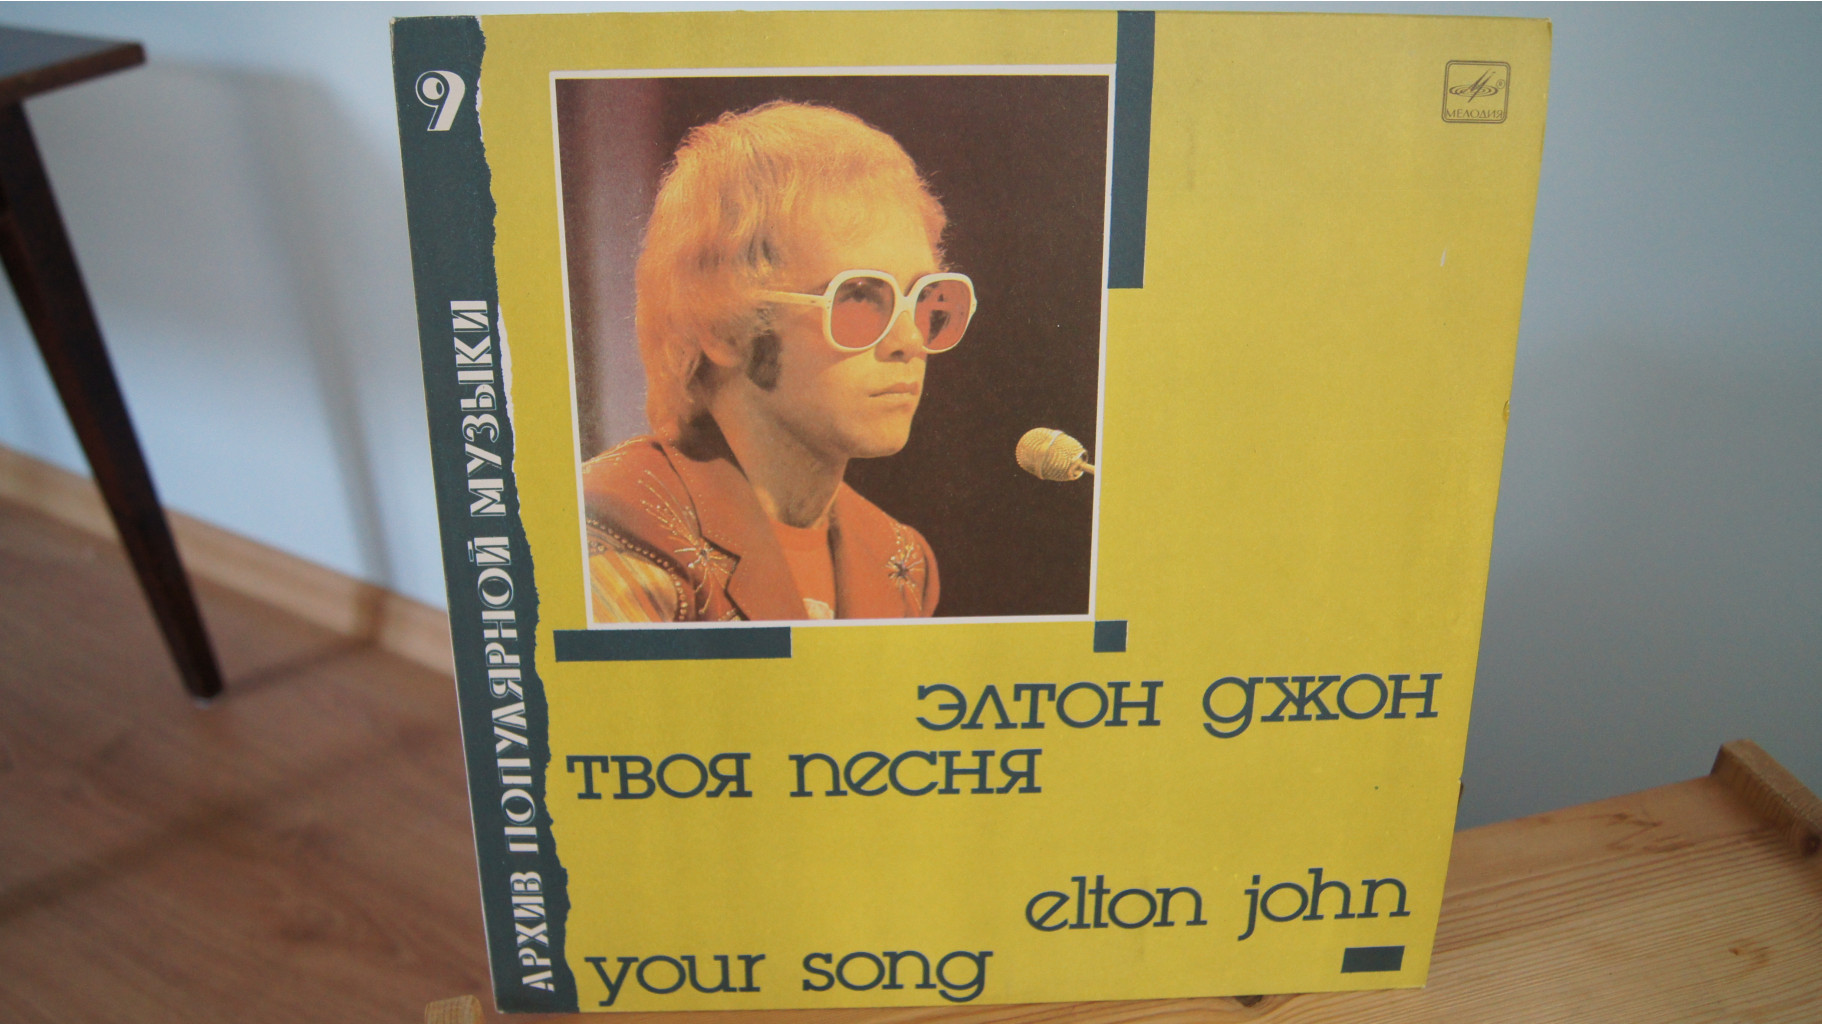 9
АРХИВ ПОПУЛЯРНОЙ МУЗЫКИ
МЕЛОДИЯ
элтон джон
твоя песня
elton john
your song